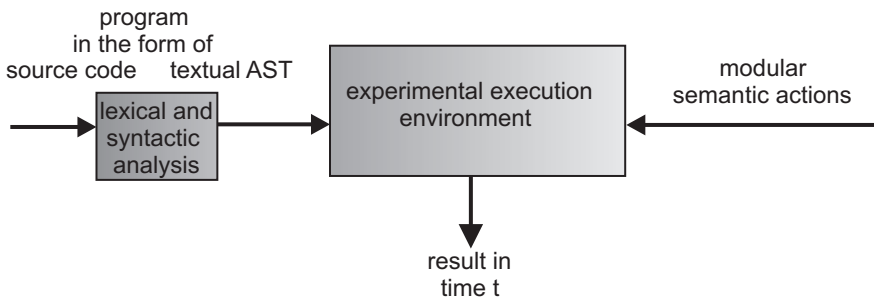 program
in the form of
source code textual AST
lexical and
syntactic
analysis
experimental execution
environment
modular
semantic actions
result in
time t